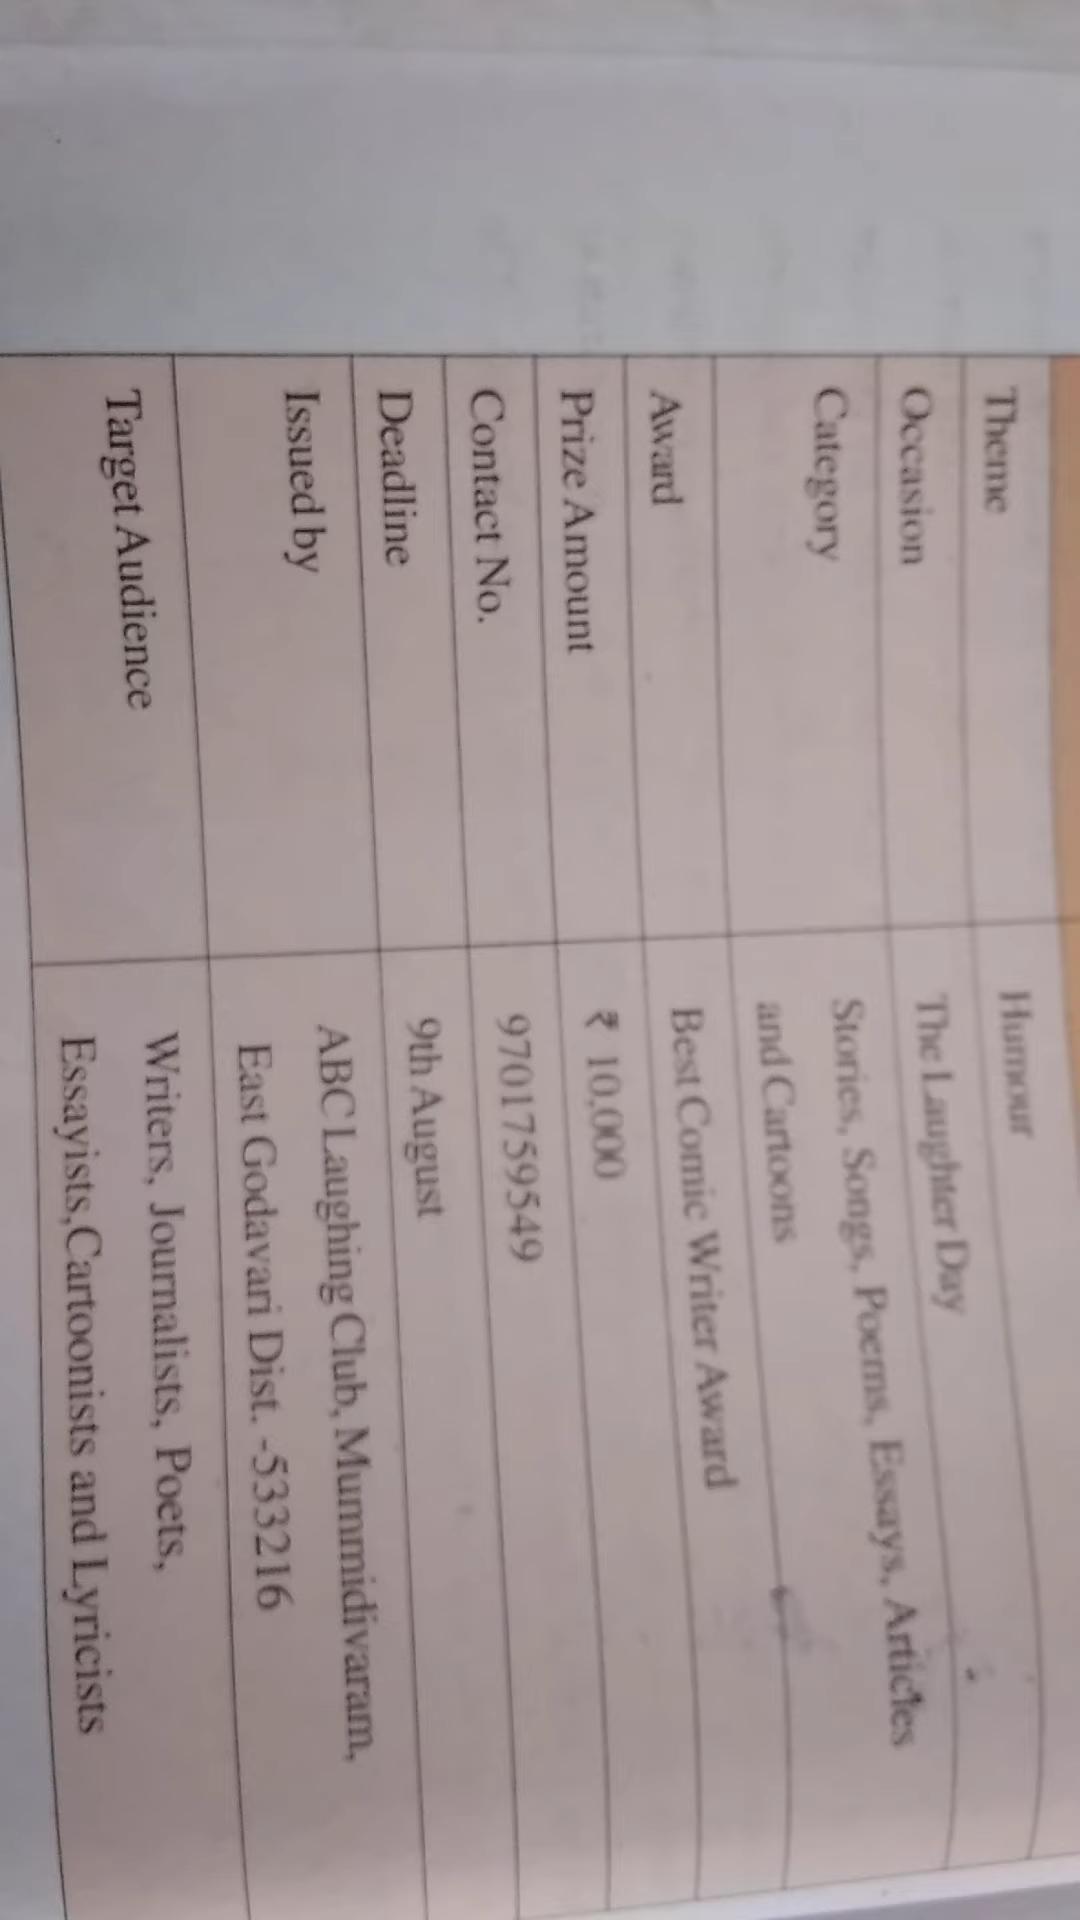 Theme Humour
Occasion The Laughter Day
Category Stories, Songs, Poems, Essays, Articles
and Cartoons
Award Best Comic Writer Award
Prize Amount ₹ 10,000
Contact No. 9701759549
Deadline 9th August
Issued by ABC Laughing Club, Mummidivaram,
East Godavari Dist. -533216
Target Audience Writers, Journalists, Poets,
Essayists,Cartoonists and Lyricists